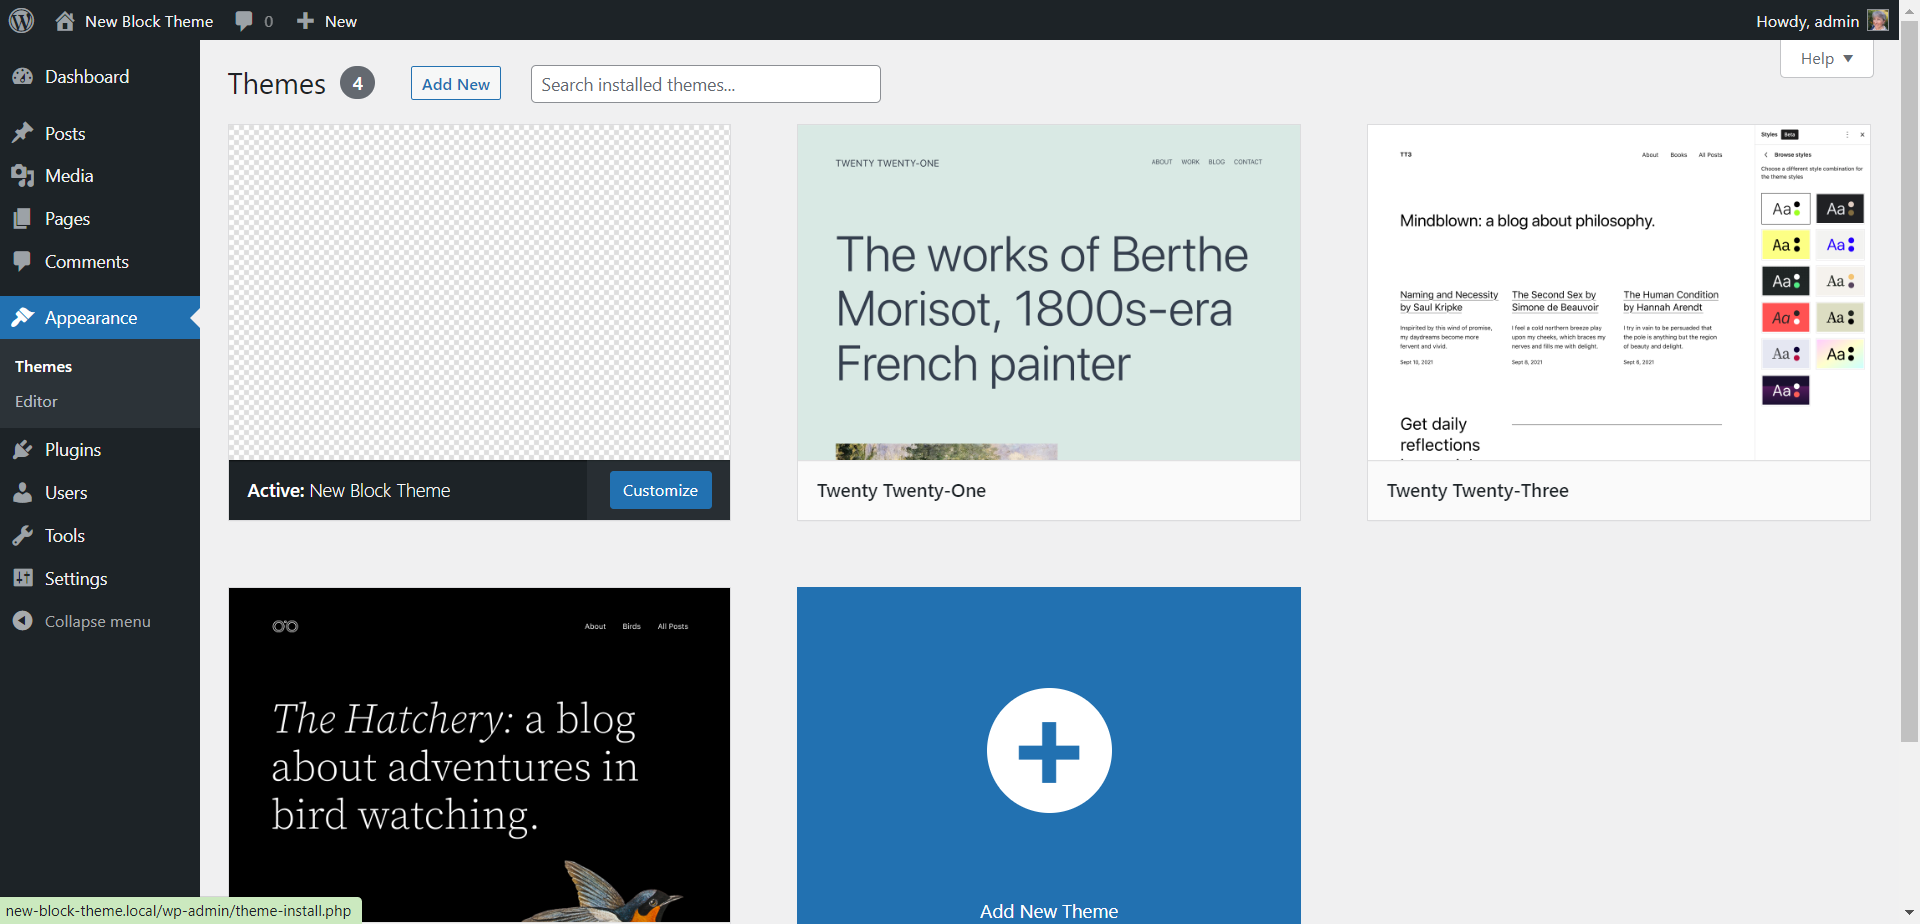 New Block Theme
0
New
Howdy, admin
Help
Dashboard
Posts
Media
Pages
Comments
Appearance
Themes
Editor
Plugins
Users
Tools
Settings
Collapse menu
Themes 4
Add New
Search installed themes...
Active: New Block Theme
Customize
TWENTY TWENTY-ONE
ABOUT WORK BLOG CONTACT
The works of Berthe
Morisot, 1800s-era
French painter
Twenty Twenty-One
TT3
About Books All Posts
Mindblown: a blog about philosophy.
Naming and Necessity
by Saul Kripke
Inspirited by this wind of promise,
my daydreams become more
fervent and vivid.
Sept 10, 2021
The Second Sex by
Simone de Beauvoir
I feel a cold northern breeze play
upon my cheeks, which braces my
nerves and fills me with delight.
Sept 8, 2021
The Human Condition
by Hannah Arendt
I try in vain to be persuaded that
the pole is anything but the region
of beauty and delight.
Sept 6, 2021
Get daily
reflections
Styles Beta
Browse styles
Choose a different style combination for
the theme styles
Aa Aa
Aa Aa
Aa Aa
Aa Aa
Aa Aa
Aa
Twenty Twenty-Three
About Birds All Posts
The Hatchery: a blog
about adventures in
bird watching.
Add New Theme
new-block-theme.local/wp-admin/theme-install.php